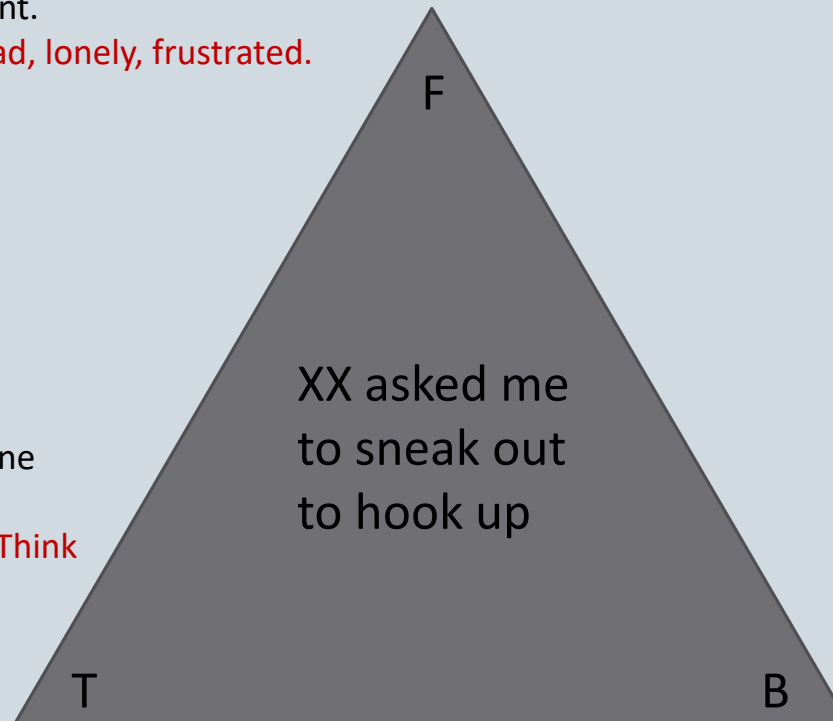 nt.
ad, lonely, frustrated.
F
XX asked me
to sneak out
to hook up
ne
Think
T
B